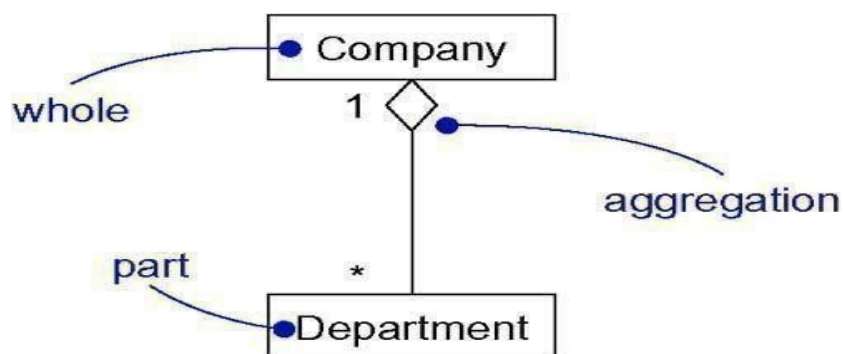 Company
whole
1
aggregation
part
*
Department